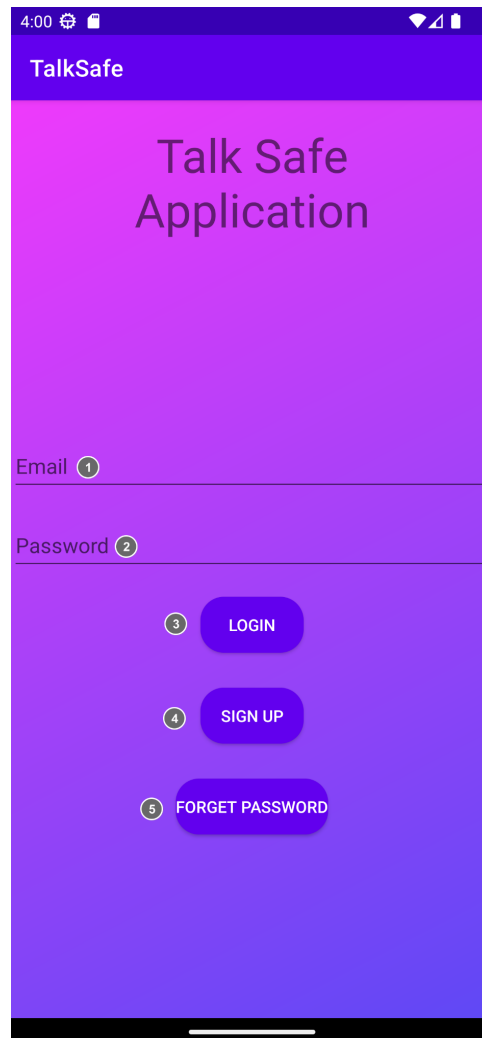 4:00
TalkSafe
Talk Safe
Application
Email 1
Password 2
3 LOGIN
4 SIGN UP
5 FORGET PASSWORD